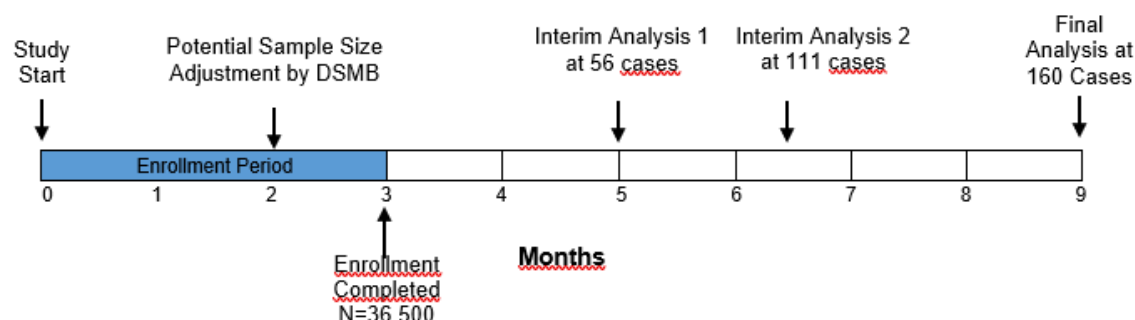 Study
Start
Potential Sample Size
Adjustment by DSMB
Interim Analysis 1
at 56 cases
Interim Analysis 2
at 111 cases
Final
Analysis at
160 Cases
Enrollment Period
0 1 2 3 4 5 6 7 8 9
Enrollment
Completed
N=36,500
Months